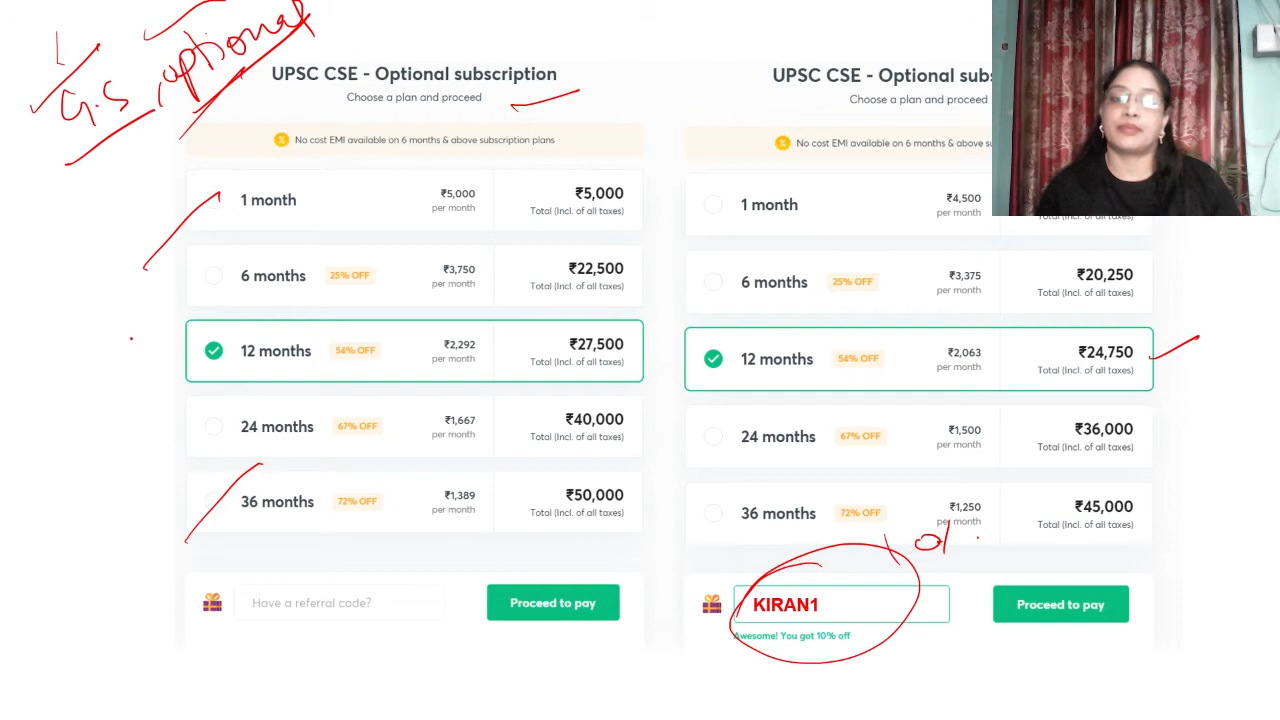 G.S, optional
UPSC CSE - Optional subscription
Choose a plan and proceed
No cost EMI available on 6 months & above subscription plans
1 month ₹5,000 per month ₹5,000 Total (Incl. of all taxes)
6 months 25% OFF ₹3,750 per month ₹22,500 Total (Incl. of all taxes)
12 months 54% OFF ₹2,292 per month ₹27,500 Total (Incl. of all taxes)
24 months 67% OFF ₹1,667 per month ₹40,000 Total (Incl. of all taxes)
36 months 72% OFF ₹1,389 per month ₹50,000 Total (Incl. of all taxes)
Have a referral code? Proceed to pay
UPSC CSE - Optional subs
Choose a plan and proceed
No cost EMI available on 6 months & above su
1 month ₹4,500 per month Total (Incl. of all taxes)
6 months 25% OFF ₹3,375 per month ₹20,250 Total (Incl. of all taxes)
12 months 54% OFF ₹2,063 per month ₹24,750 Total (Incl. of all taxes)
24 months 67% OFF ₹1,500 per month ₹36,000 Total (Incl. of all taxes)
36 months 72% OFF ₹1,250 per month ₹45,000 Total (Incl. of all taxes)
KIRAN1 Proceed to pay
Awesome! You got 10% off